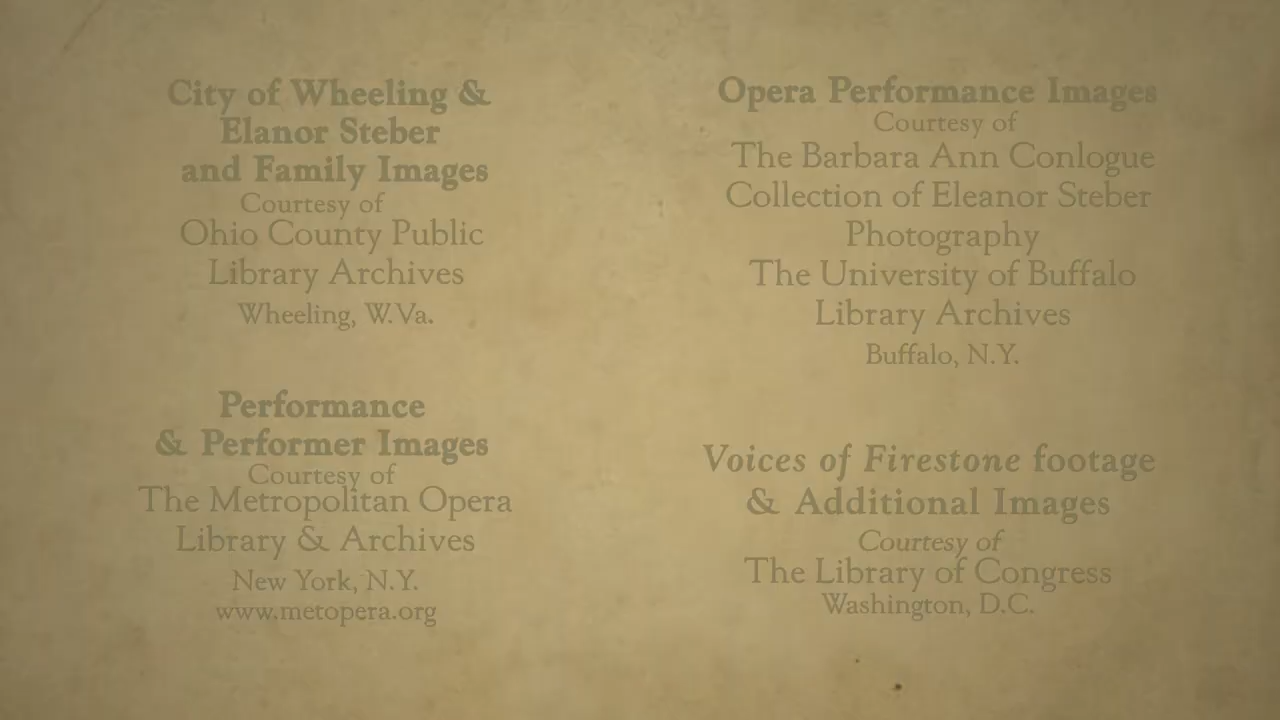 City of Wheeling &
Elanor Steber
and Family Images
Courtesy of
Ohio County Public
Library Archives
Wheeling, W.Va.
Performance
& Performer Images
Courtesy of
The Metropolitan Opera
Library & Archives
New York, N.Y.
www.metopera.org
Opera Performance Images
Courtesy of
The Barbara Ann Conlogue
Collection of Eleanor Steber
Photography
The University of Buffalo
Library Archives
Buffalo, N.Y.
Voices of Firestone footage
& Additional Images
Courtesy of
The Library of Congress
Washington, D.C.